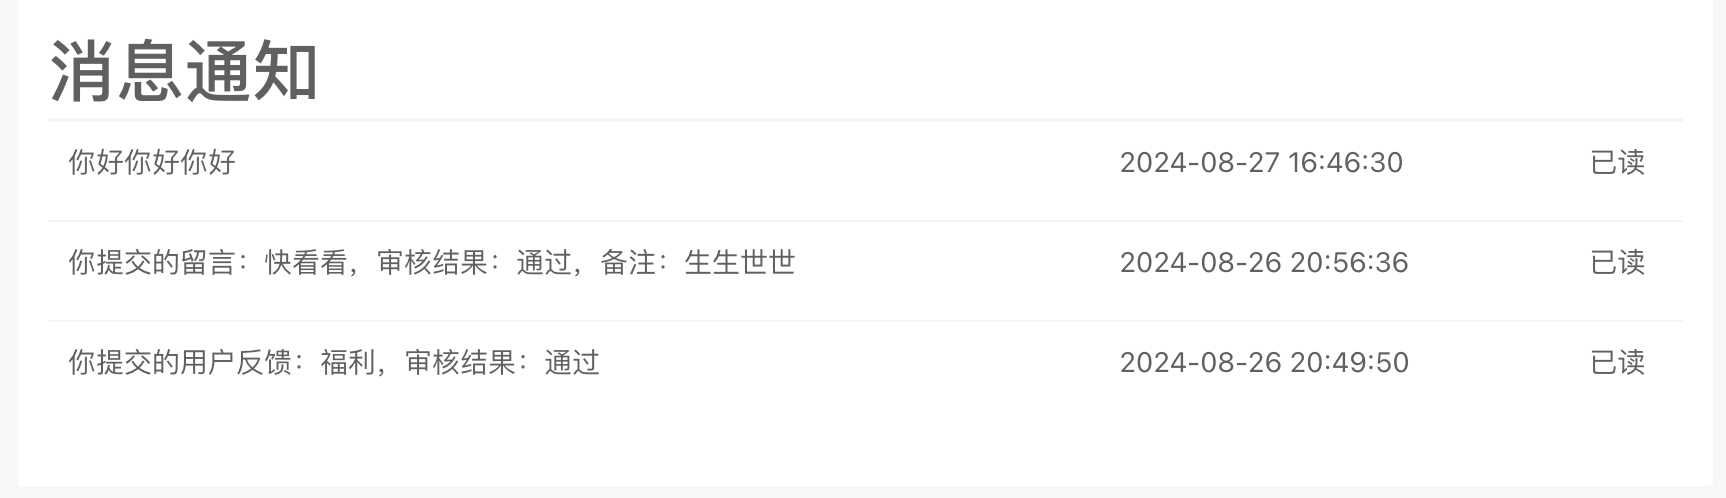 消息通知
你好你好你好 2024-08-27 16:46:30 已读
你提交的留言：快看看，审核结果：通过，备注：生生世世 2024-08-26 20:56:36 已读
你提交的用户反馈：福利，审核结果：通过 2024-08-26 20:49:50 已读